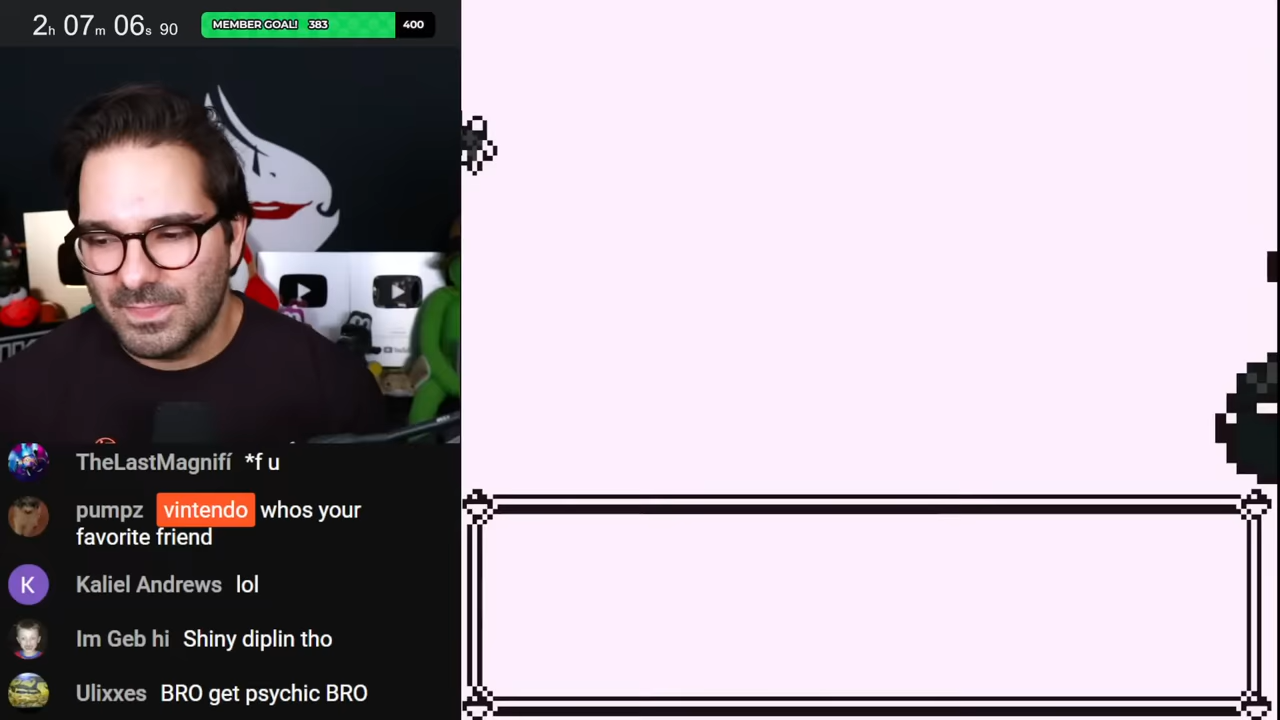 2h 07m 06s 90
MEMBER GOAL! 383 400
TheLastMagnifí *f u
pumpz vintendo whos your
favorite friend
Kaliel Andrews lol
K
Im Geb hi Shiny diplin tho
Ulixxes BRO get psychic BRO